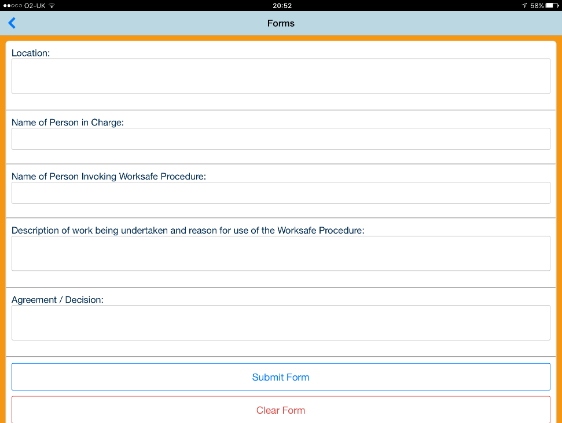 O2-UK 20:52 58%
Forms
Location:
Name of Person in Charge:
Name of Person Invoking Worksafe Procedure:
Description of work being undertaken and reason for use of the Worksafe Procedure:
Agreement / Decision:
Submit Form
Clear Form